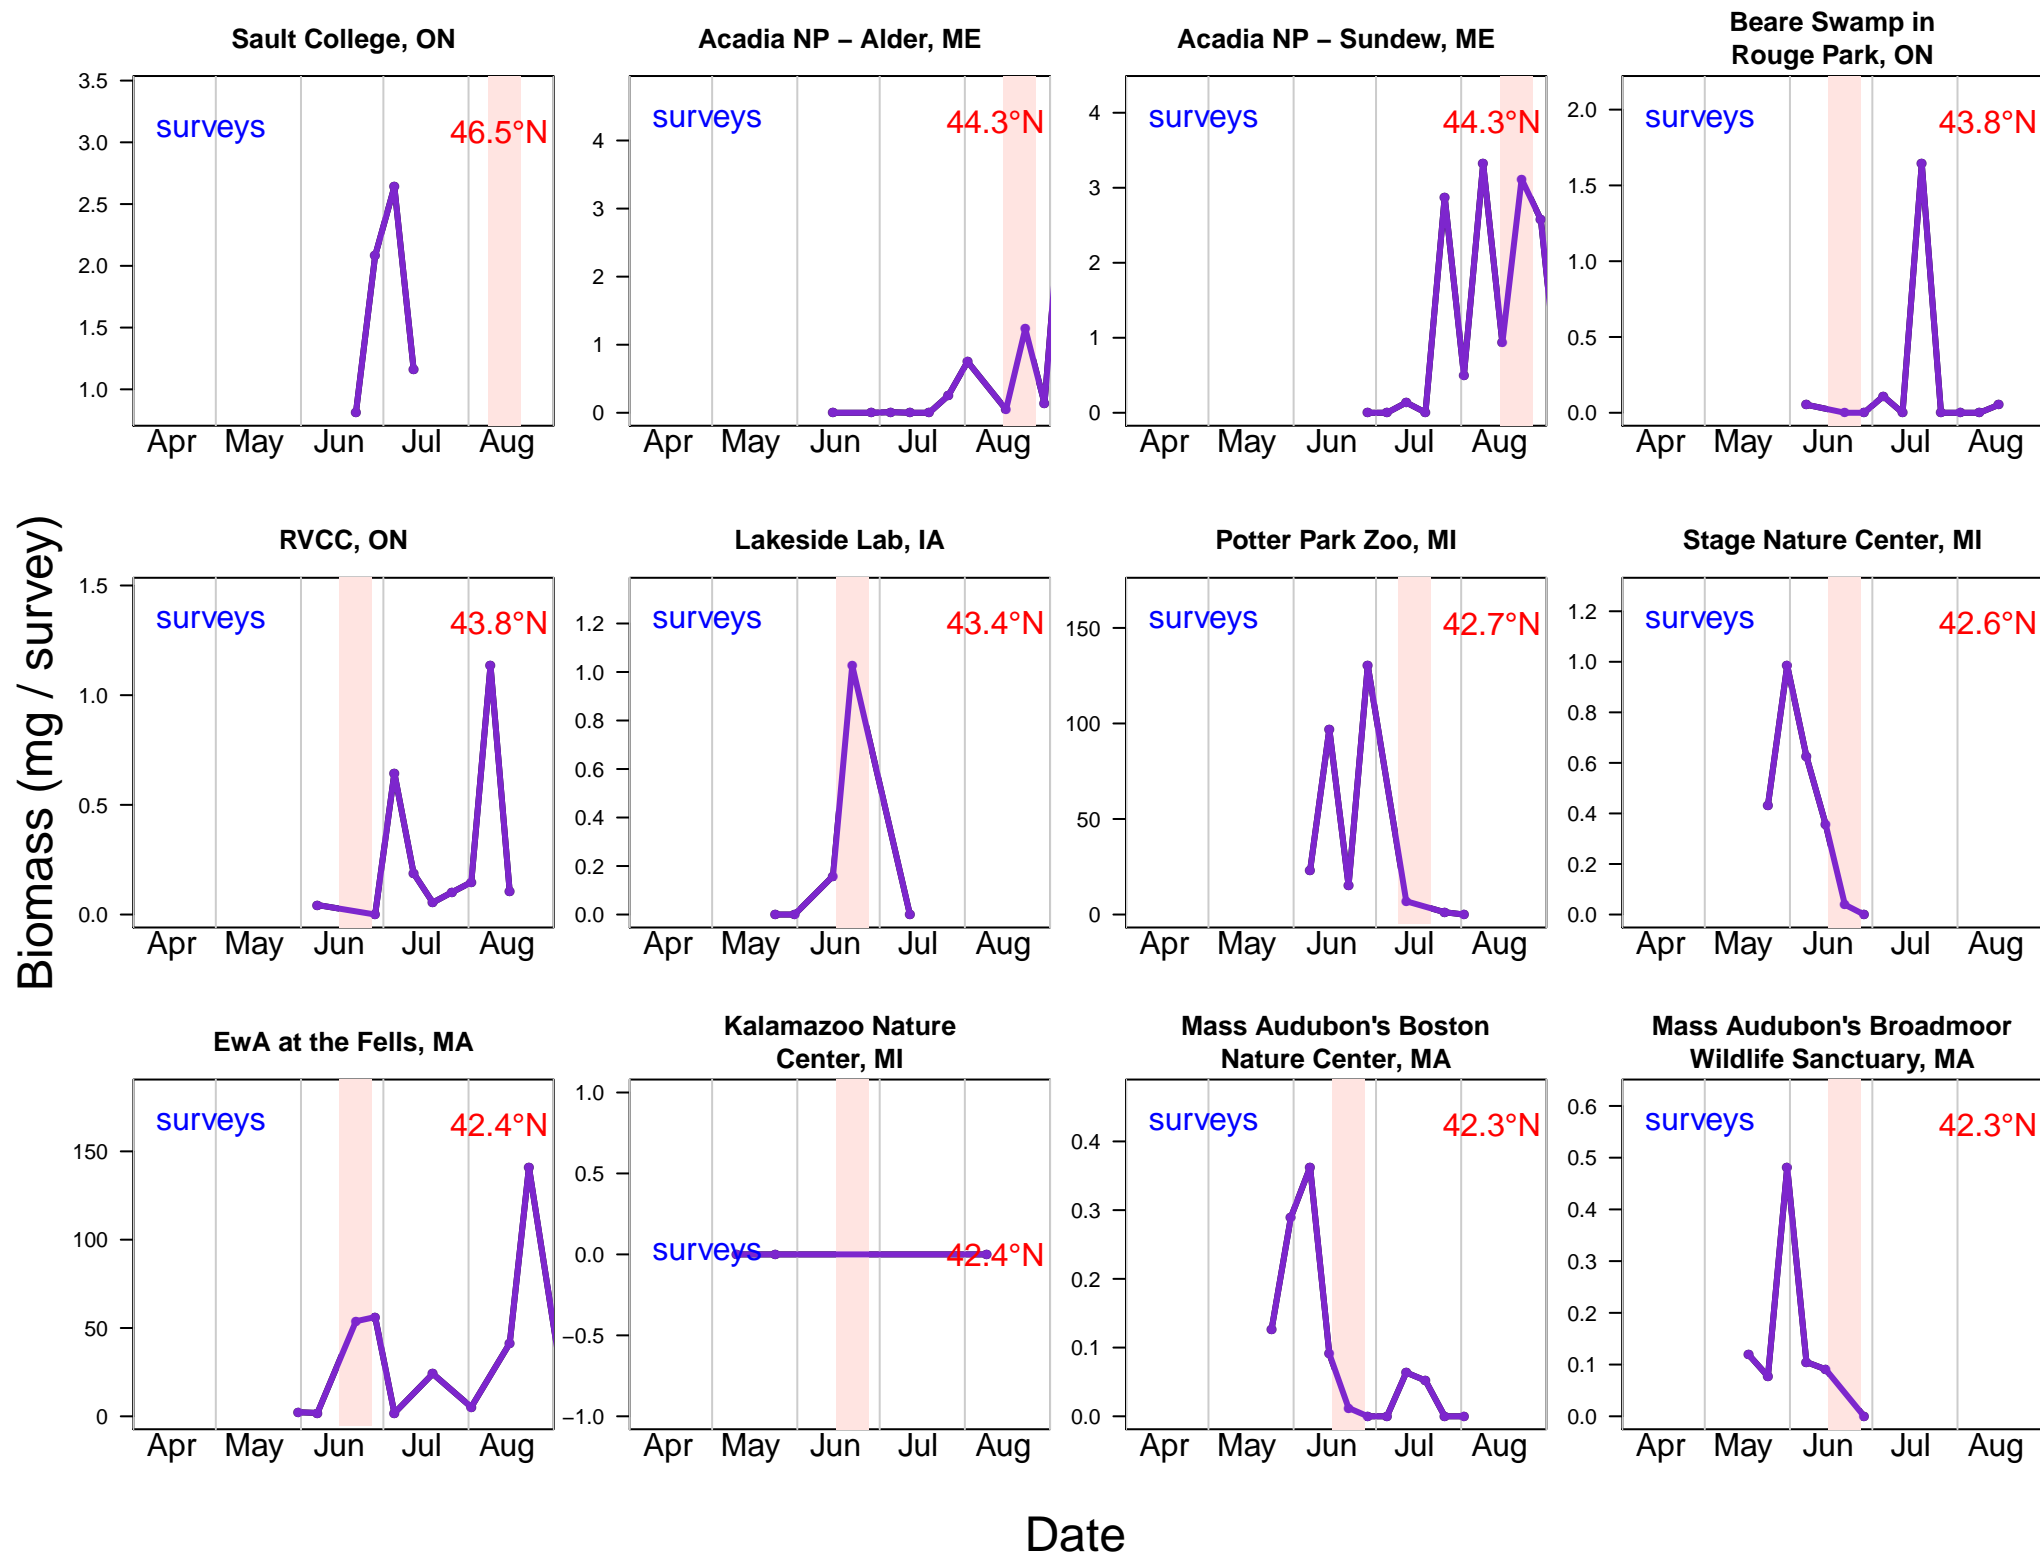 Sault College, ON
3.5
3.0
2.5
2.0
1.5
1.0
surveys
46.5°N
Apr May Jun Jul Aug
Acadia NP – Alder, ME
4
3
2
1
0
surveys
44.3°N
Apr May Jun Jul Aug
Acadia NP – Sundew, ME
4
3
2
1
0
surveys
44.3°N
Apr May Jun Jul Aug
Beare Swamp in
Rouge Park, ON
2.0
1.5
1.0
0.5
0.0
surveys
43.8°N
Apr May Jun Jul Aug
Biomass (mg / survey)
RVCC, ON
1.5
1.0
0.5
0.0
surveys
43.8°N
Apr May Jun Jul Aug
Lakeside Lab, IA
1.2
1.0
0.8
0.6
0.4
0.2
0.0
surveys
43.4°N
Apr May Jun Jul Aug
Potter Park Zoo, MI
150
100
50
0
surveys
42.7°N
Apr May Jun Jul Aug
Stage Nature Center, MI
1.2
1.0
0.8
0.6
0.4
0.2
0.0
surveys
42.6°N
Apr May Jun Jul Aug
EwA at the Fells, MA
150
100
50
0
surveys
42.4°N
Apr May Jun Jul Aug
Kalamazoo Nature
Center, MI
1.0
0.5
0.0
−0.5
−1.0
surveys
42.4°N
Apr May Jun Jul Aug
Mass Audubon's Boston
Nature Center, MA
0.4
0.3
0.2
0.1
0.0
surveys
42.3°N
Apr May Jun Jul Aug
Mass Audubon's Broadmoor
Wildlife Sanctuary, MA
0.6
0.5
0.4
0.3
0.2
0.1
0.0
surveys
42.3°N
Apr May Jun Jul Aug
Date